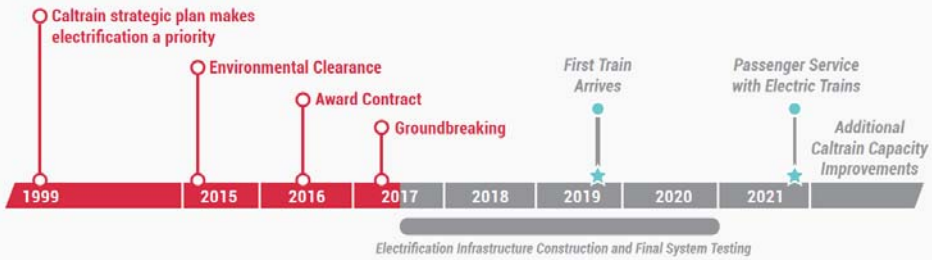 Caltrain strategic plan makes
electrification a priority
Environmental Clearance
Award Contract
Groundbreaking
First Train
Arrives
Passenger Service
with Electric Trains
Additional
Caltrain Capacity
Improvements
1999
2015
2016
2017
2018
2019
2020
2021
Electrification Infrastructure Construction and Final System Testing